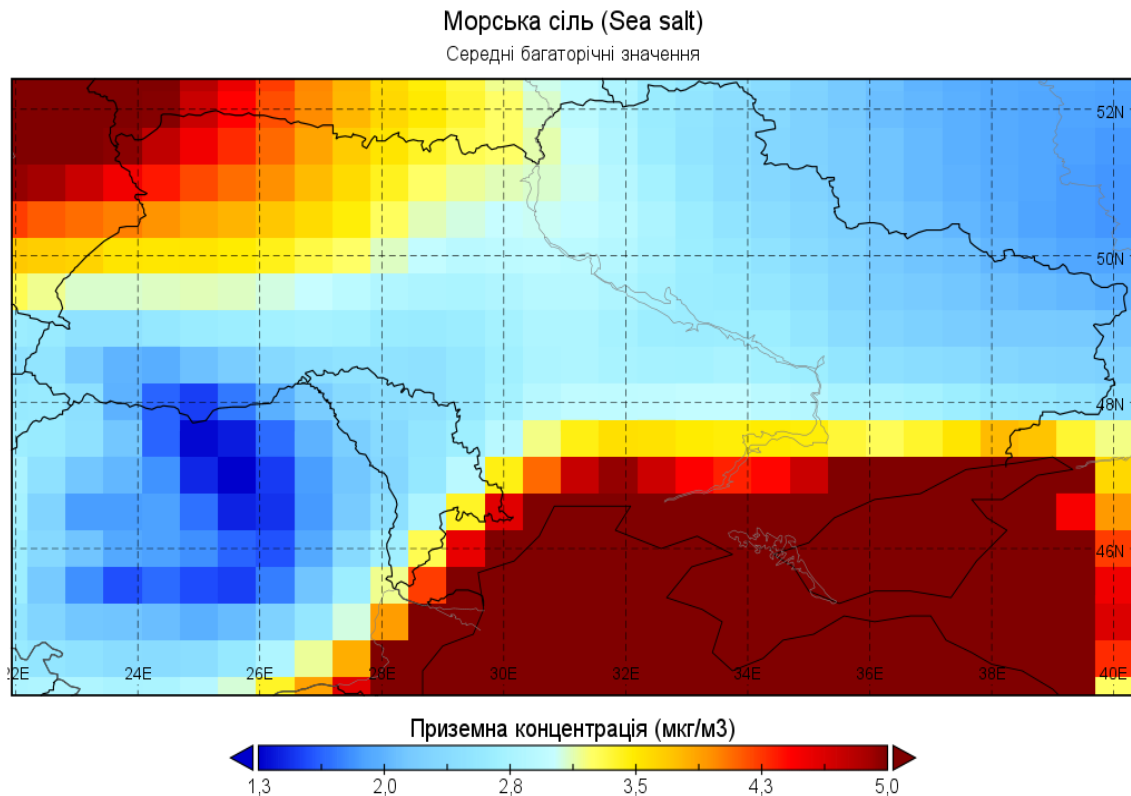 Морська сіль (Sea salt)
Середні багаторічні значення
52N
50N
48N
46N
22E 24E 26E 28E 30E 32E 34E 36E 38E 40E
Приземна концентрація (мкг/м3)
1,3 2,0 2,8 3,5 4,3 5,0